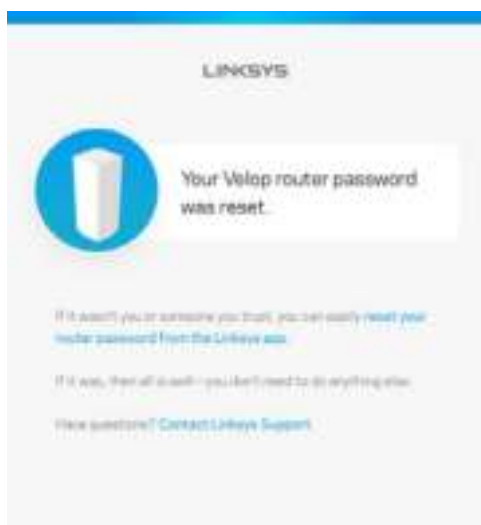 LINKSYS
Your Velop router password
was reset.
If it wasn't you or someone you trust, you can easily reset your
router password from the Linksys app.
If it was, then all is well - you don't need to do anything else.
Have questions? Contact Linksys Support